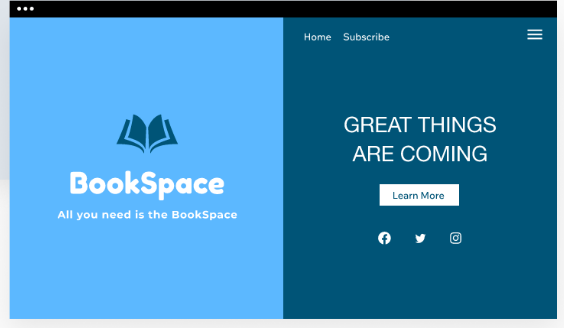 Home Subscribe
BookSpace
All you need is the BookSpace
GREAT THINGS
ARE COMING
Learn More